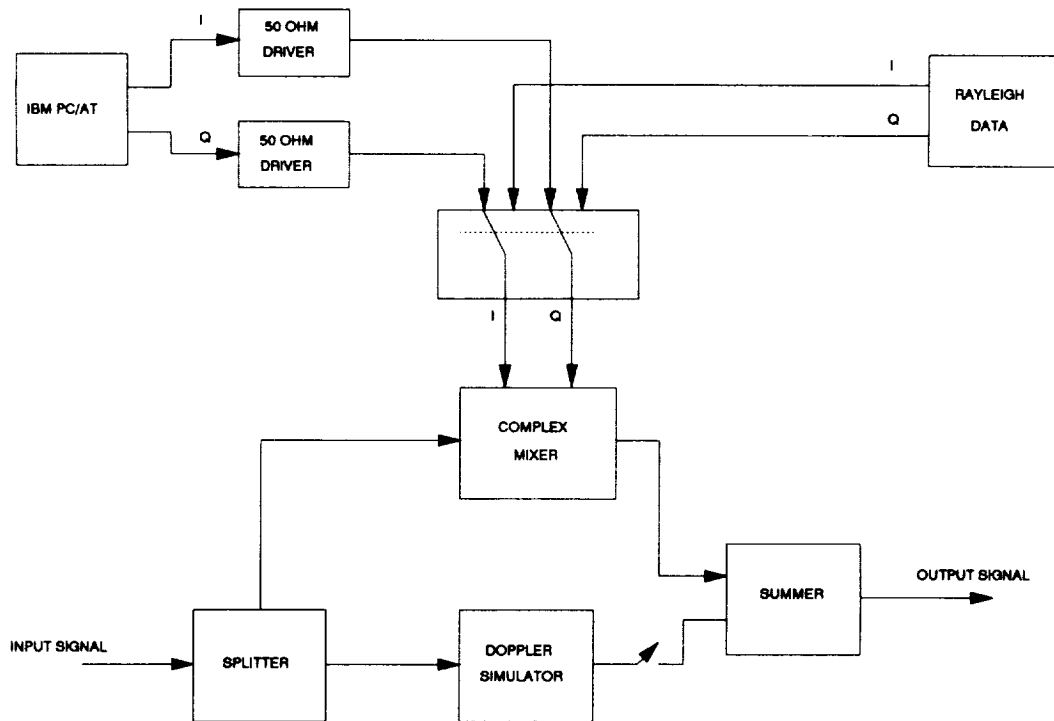 I
50 OHM
DRIVER
IBM PC/AT
Q
50 OHM
DRIVER
I
Q
RAYLEIGH
DATA
I
Q
COMPLEX
MIXER
INPUT SIGNAL
SPLITTER
DOPPLER
SIMULATOR
SUMMER
OUTPUT SIGNAL